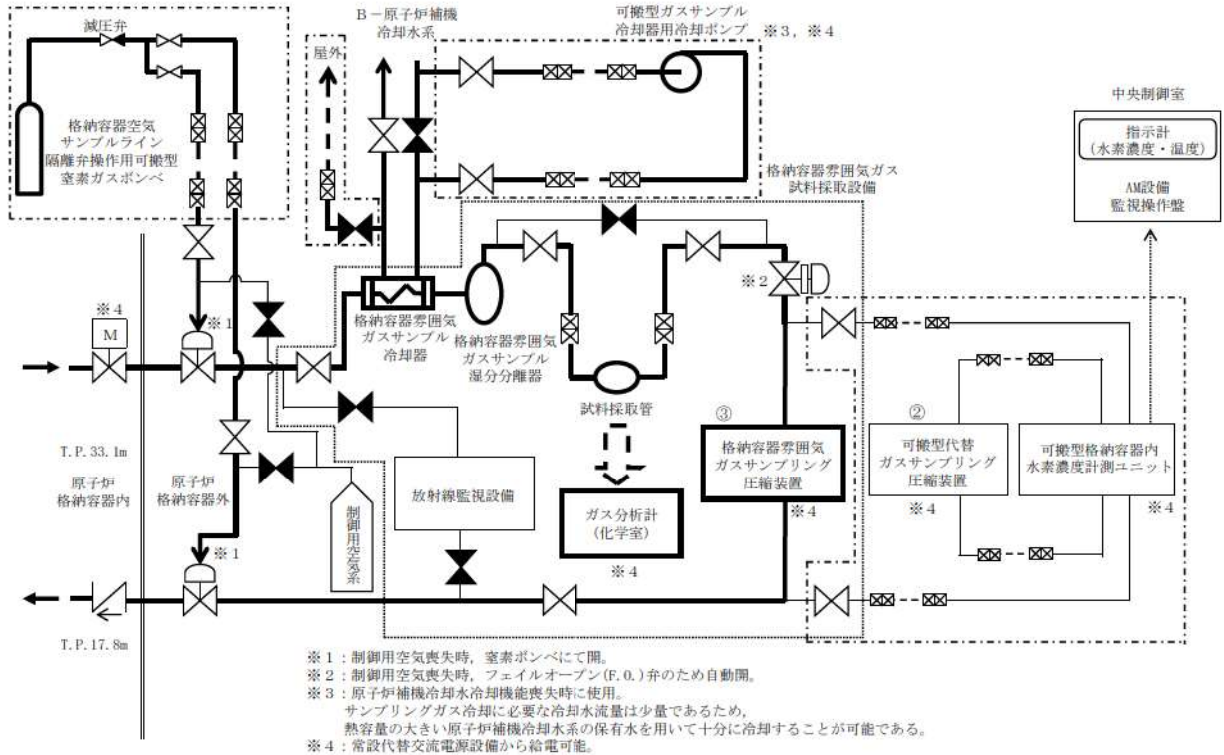 減圧弁
格納容器空気
サンプルライン
隔離弁操作用可搬型
窒素ガスボンベ
屋外
B－原子炉補機
冷却水系
可搬型ガスサンプル
冷却器用冷却ポンプ
※3，※4
中央制御室
指示計
(水素濃度・温度)
AM設備
監視操作盤
格納容器雰囲気ガス
試料採取設備
※4
M
※1
※2
格納容器雰囲気
ガスサンプル
冷却器
格納容器雰囲気
ガスサンプル
湿分分離器
試料採取管
T.P.33.1m
原子炉
格納容器内
原子炉
格納容器外
放射線監視設備
制御用空気系
ガス分析計
(化学室)
※4
③
格納容器雰囲気
ガスサンプリング
圧縮装置
※4
②
可搬型代替
ガスサンプリング
圧縮装置
※4
可搬型格納容器内
水素濃度計測ユニット
※4
※1
T.P.17.8m
※1：制御用空気喪失時，窒素ボンベにて開。
※2：制御用空気喪失時，フェイルオープン(F.O.)弁のため自動開。
※3：原子炉補機冷却水冷却機能喪失時に使用。
サンプリングガス冷却に必要な冷却水流量は少量であるため，
熱容量の大きい原子炉補機冷却水系の保有水を用いて十分に冷却することが可能である。
※4：常設代替交流電源設備から給電可能。